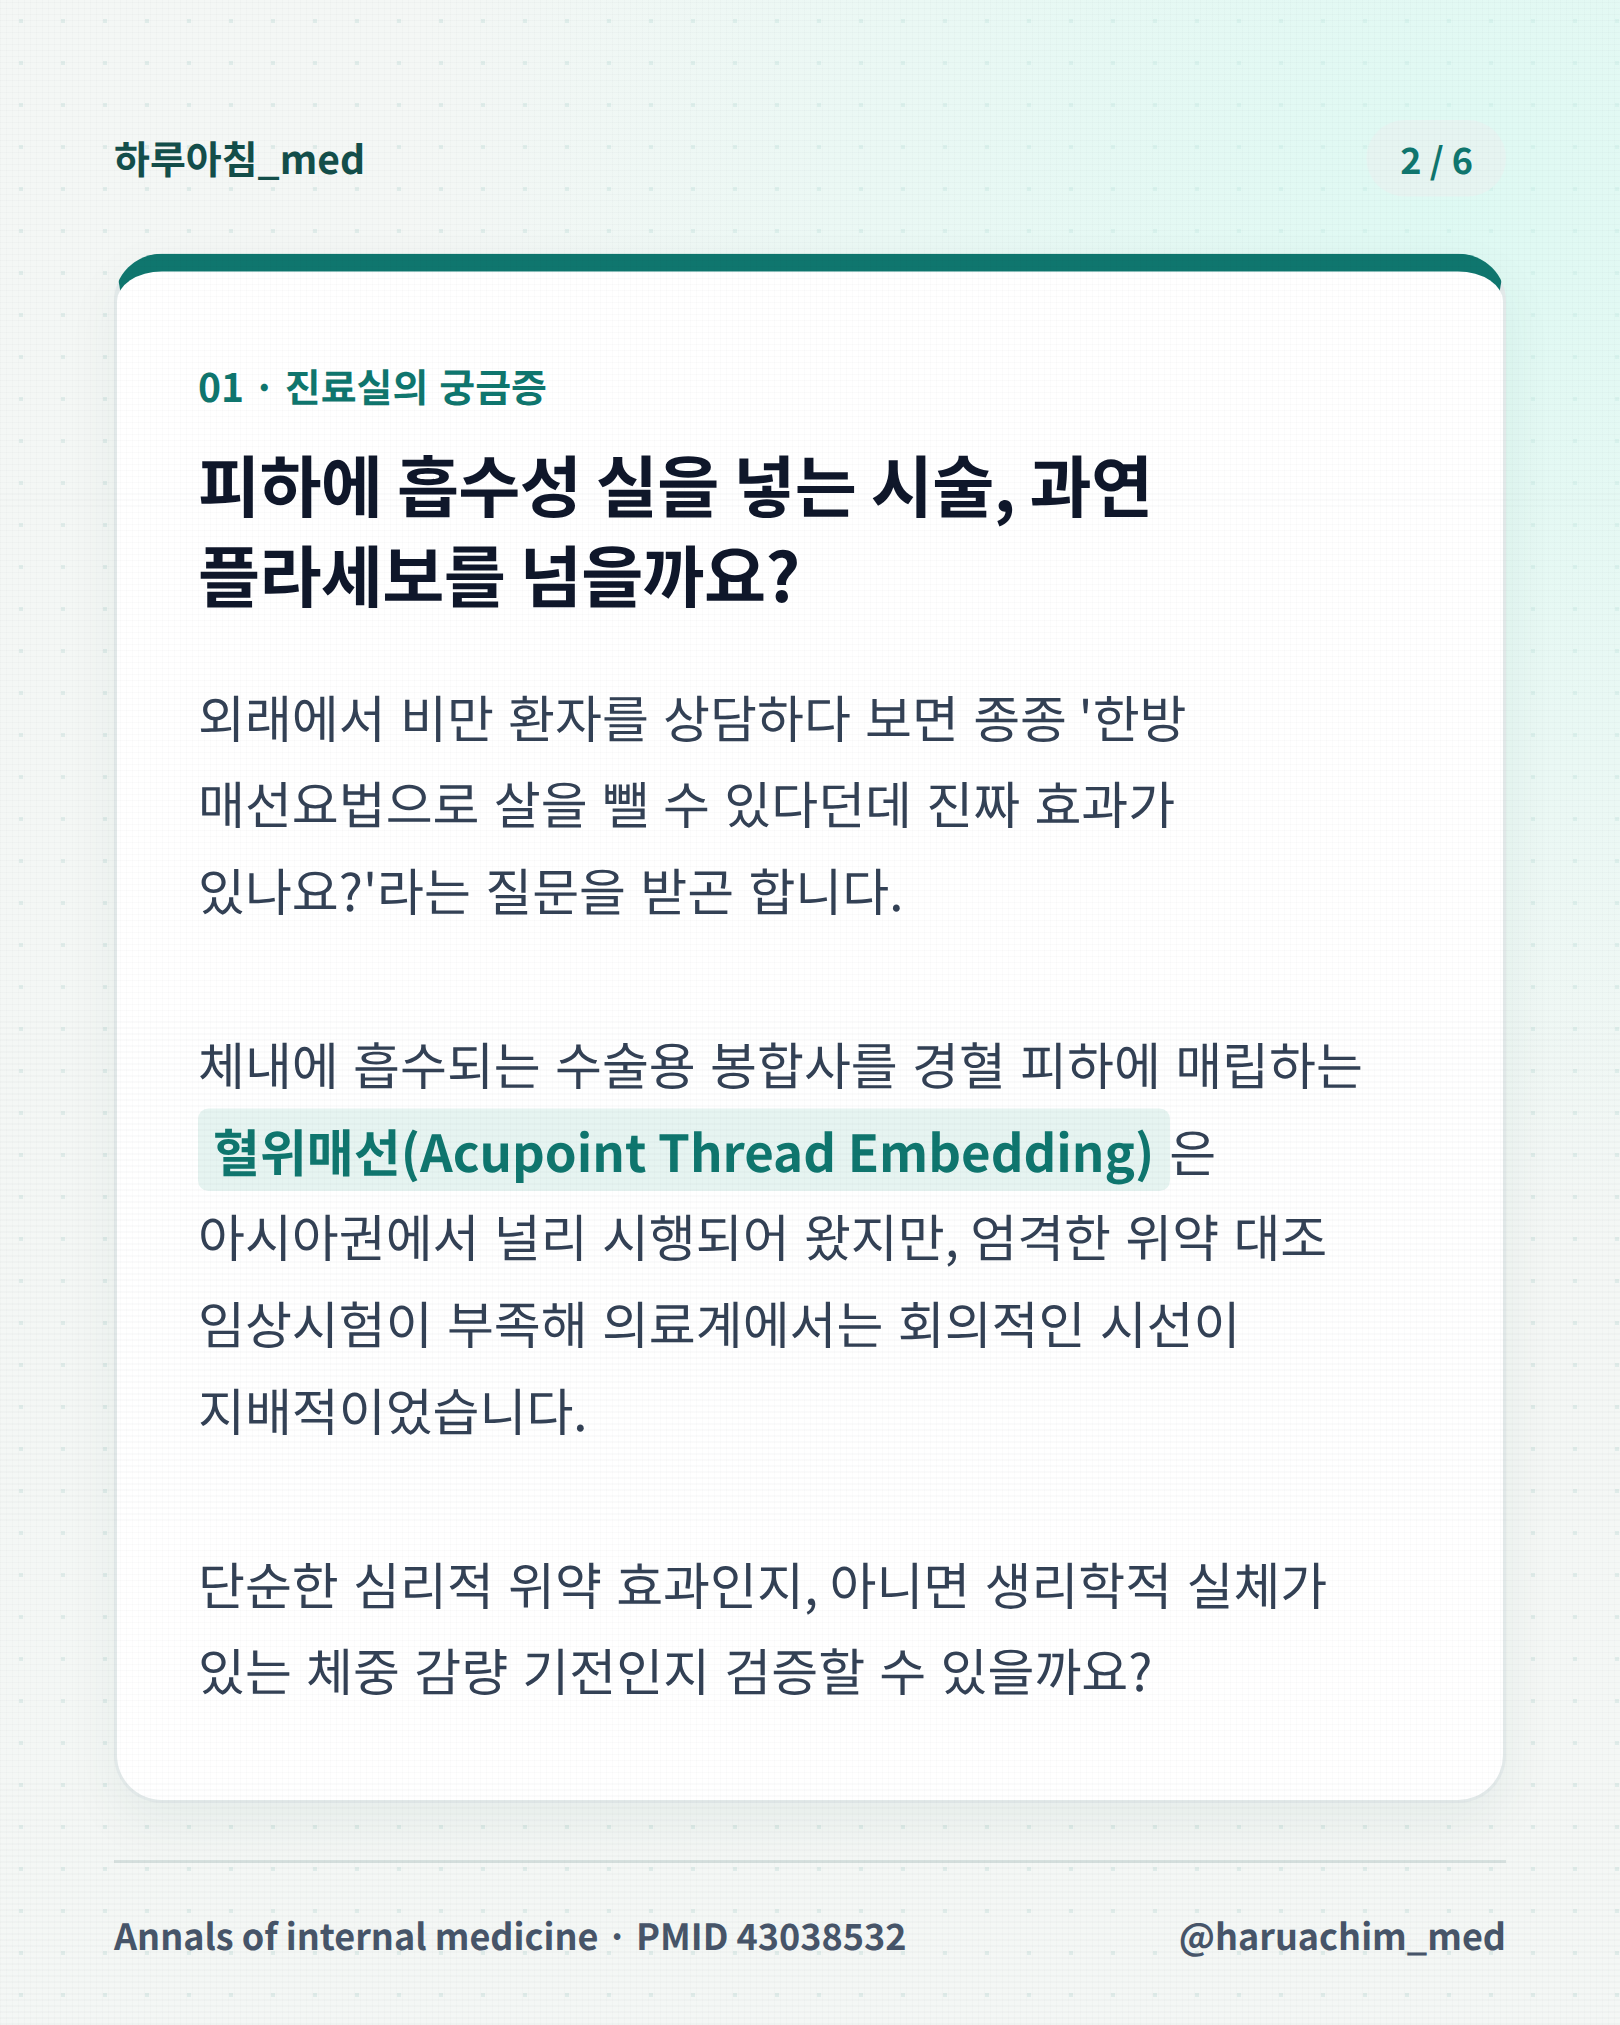 하루아침_med
2 / 6
01 · 진료실의 궁금증
피하에 흡수성 실을 넣는 시술, 과연
플라세보를 넘을까요?
외래에서 비만 환자를 상담하다 보면 종종 '한방
매선요법으로 살을 뺄 수 있다던데 진짜 효과가
있나요?'라는 질문을 받곤 합니다.
체내에 흡수되는 수술용 봉합사를 경혈 피하에 매립하는
혈위매선(Acupoint Thread Embedding)은
아시아권에서 널리 시행되어 왔지만, 엄격한 위약 대조
임상시험이 부족해 의료계에서는 회의적인 시선이
지배적이었습니다.
단순한 심리적 위약 효과인지, 아니면 생리학적 실체가
있는 체중 감량 기전인지 검증할 수 있을까요?
Annals of internal medicine · PMID 43038532
@haruachim_med